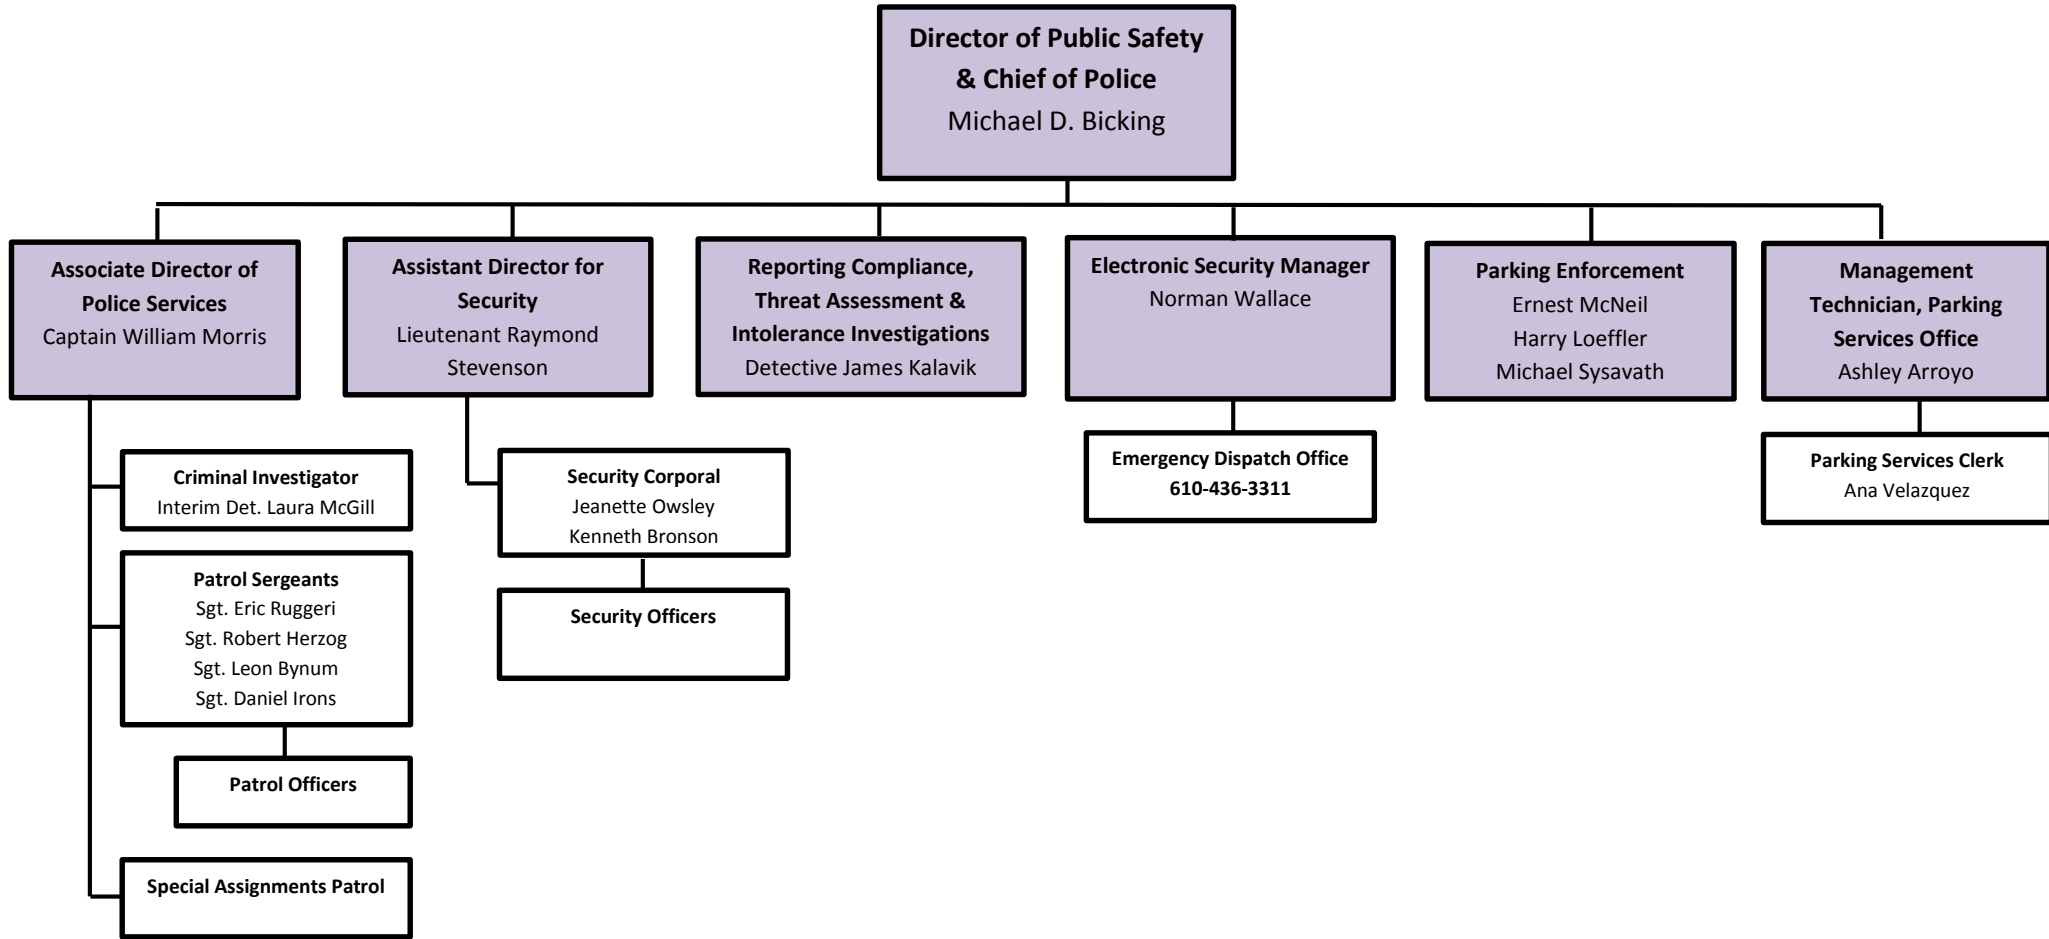 Director of Public Safety
& Chief of Police
Michael D. Bicking
Associate Director of
Police Services
Captain William Morris
Assistant Director for
Security
Lieutenant Raymond
Stevenson
Reporting Compliance,
Threat Assessment &
Intolerance Investigations
Detective James Kalavik
Electronic Security Manager
Norman Wallace
Parking Enforcement
Ernest McNeil
Harry Loeffler
Michael Sysavath
Management
Technician, Parking
Services Office
Ashley Arroyo
Criminal Investigator
Interim Det. Laura McGill
Patrol Sergeants
Sgt. Eric Ruggeri
Sgt. Robert Herzog
Sgt. Leon Bynum
Sgt. Daniel Irons
Patrol Officers
Special Assignments Patrol
Security Corporal
Jeanette Owsley
Kenneth Bronson
Security Officers
Emergency Dispatch Office
610-436-3311
Parking Services Clerk
Ana Velazquez